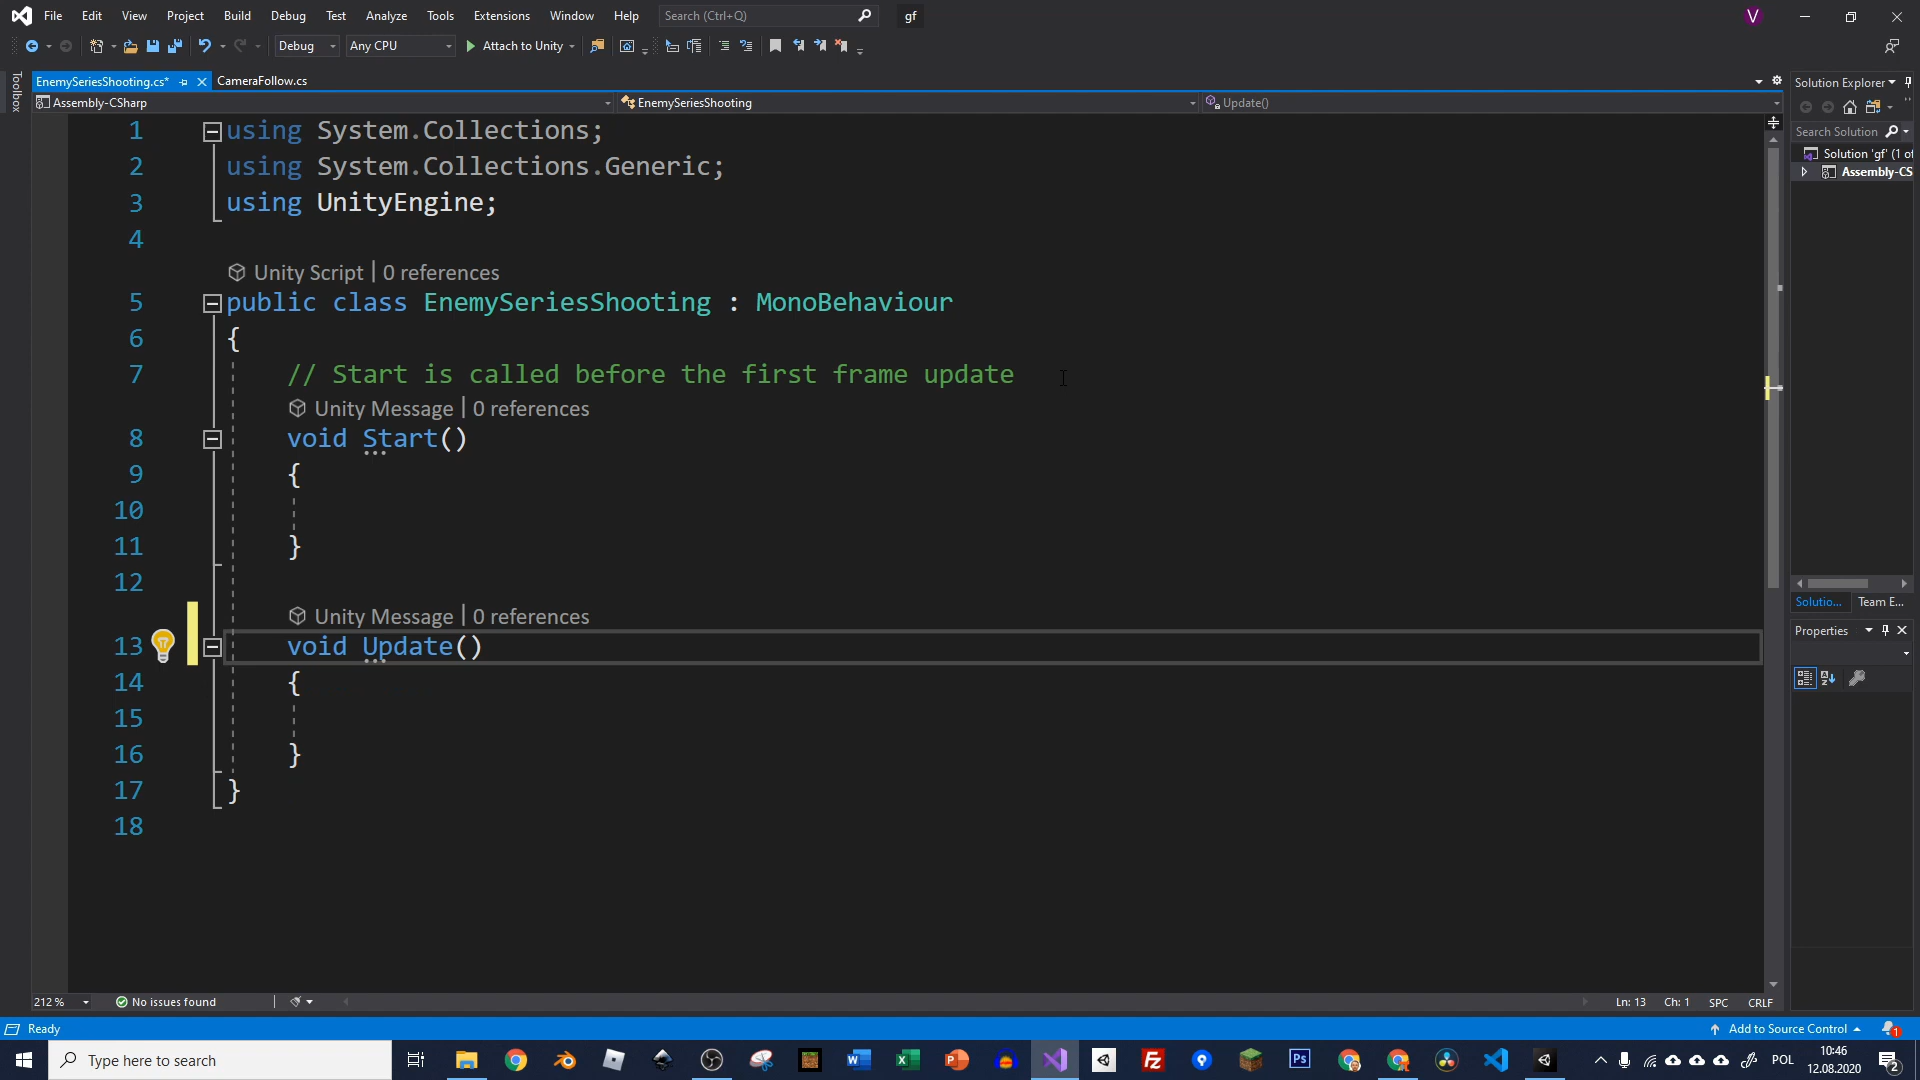 File Edit View Project Build Debug Test Analyze Tools Extensions Window Help Search (Ctrl+Q) gf V
Debug Any CPU Attach to Unity
Toolbox
EnemySeriesShooting.cs* CameraFollow.cs
Assembly-CSharp EnemySeriesShooting Update()
1 using System.Collections;
2 using System.Collections.Generic;
3 using UnityEngine;
4
Unity Script | 0 references
5 public class EnemySeriesShooting : MonoBehaviour
6 {
7 // Start is called before the first frame update
Unity Message | 0 references
8 void Start()
9 {
10
11 }
12
Unity Message | 0 references
13 void Update()
14 {
15
16 }
17 }
18
Solution Explorer
Search Solution
Solution 'gf' (1 of
Assembly-CS
Solutio... Team E...
Properties
212 % No issues found Ln: 13 Ch: 1 SPC CRLF
Ready Add to Source Control 1
Type here to search POL 10:46
12.08.2020 2